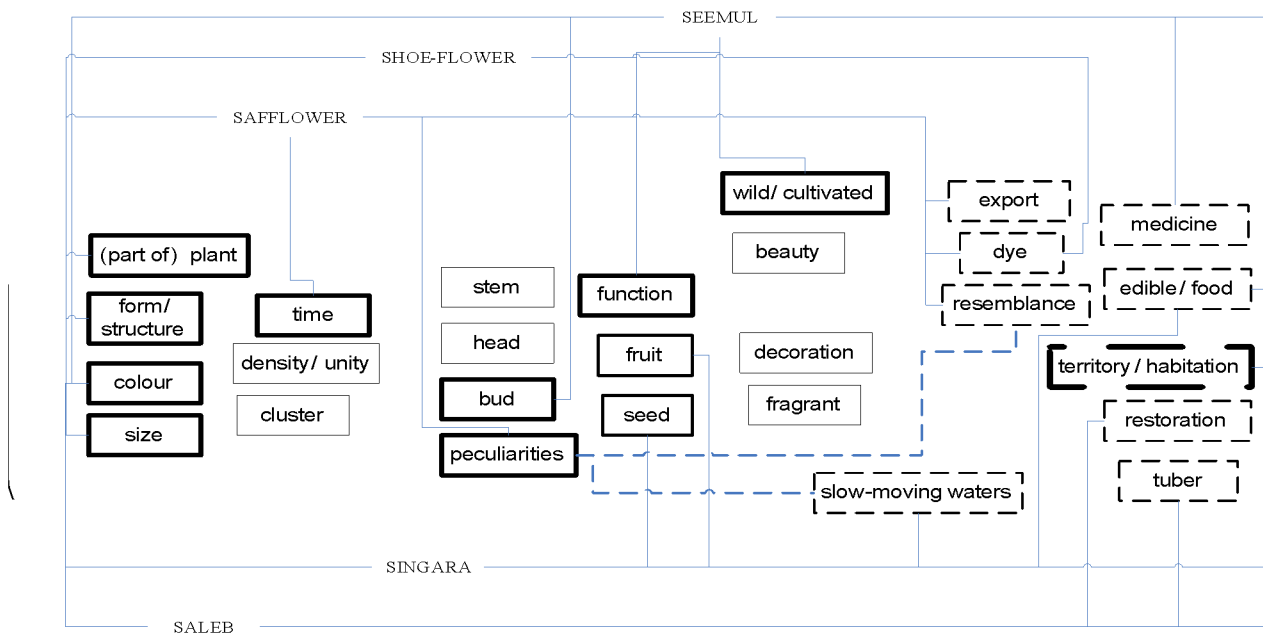 SEEMUL
SHOE-FLOWER
SAFFLOWER
wild/ cultivated
export
medicine
(part of) plant
beauty
dye
stem
function
edible / food
form/
structure
time
resemblance
head
fruit
decoration
density/ unity
territory / habitation
colour
bud
fragrant
cluster
seed
restoration
size
peculiarities
slow-moving waters
tuber
SINGARA
SALEB